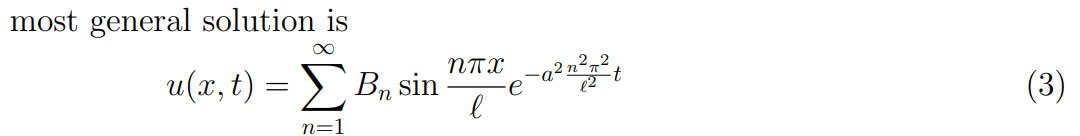 most general solution is
u(x, t) = \sum_{n=1}^{\infty} B_n \sin \frac{n\pi x}{\ell} e^{-a^2 \frac{n^2 \pi^2}{\ell^2} t} (3)